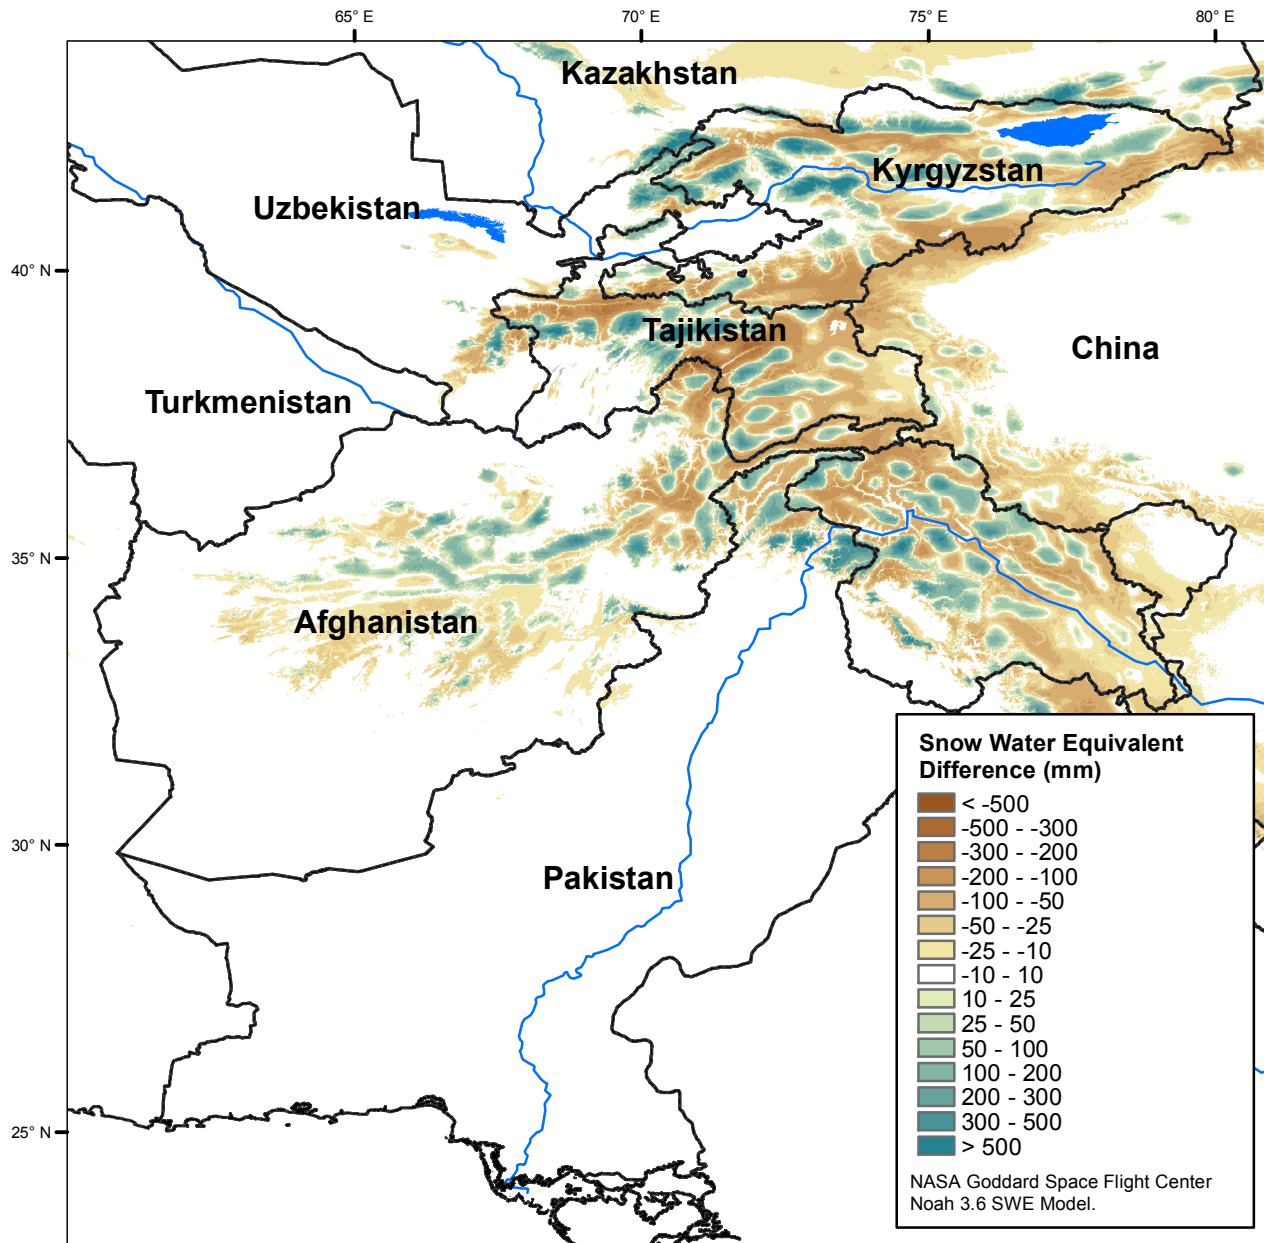 65° E
70° E
75° E
80° E
Kazakhstan
Kyrgyzstan
Uzbekistan
40° N
Tajikistan
China
Turkmenistan
35° N
Afghanistan
Snow Water Equivalent
Difference (mm)
< -500
-500 - -300
-300 - -200
-200 - -100
-100 - -50
-50 - -25
-25 - -10
-10 - 10
10 - 25
25 - 50
50 - 100
100 - 200
200 - 300
300 - 500
> 500
30° N
Pakistan
25° N
NASA Goddard Space Flight Center
Noah 3.6 SWE Model.